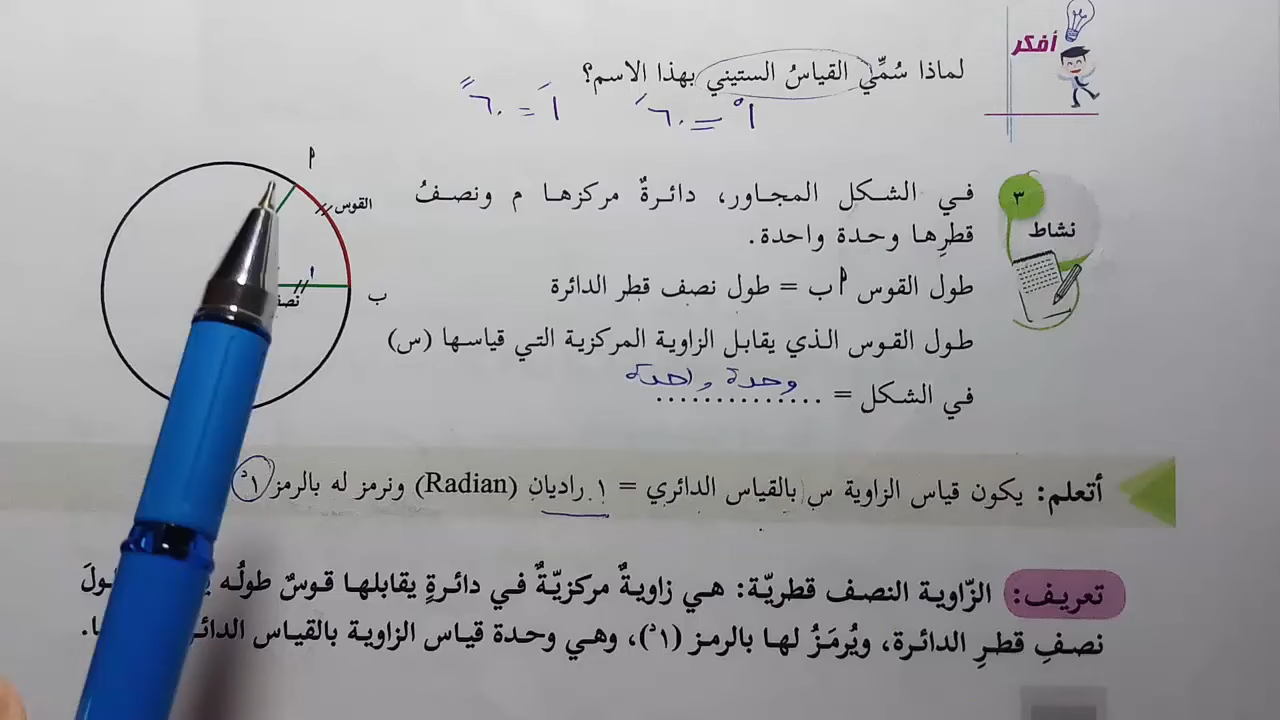 أفكر
لماذا سُمِّي القياسُ الستيني بهذا الاسم؟
١° = ٦٠َ   ١َ = ٦٠ً
٣
نشاط
في الشكل المجاور، دائرةٌ مركزها م ونصفُ
قطرِها وحدة واحدة.
طول القوس أ ب = طول نصف قطر الدائرة
طول القوس الذي يقابل الزاوية المركزية التي قياسها (س)
في الشكل = .............. وحدة واحدة
أ
القوس
ب
١
أتعلم: يكون قياس الزاوية س بالقياس الدائري = ١ راديان (Radian) ونرمز له بالرمز ١ᐟ
تعريف: الزّاوية النصف قطريّة: هي زاويةٌ مركزيّةٌ في دائرةٍ يقابلها قوسٌ طولُه
نصفِ قطرِ الدائرة، ويُرمَزُ لها بالرمز (١ᐟ)، وهي وحدة قياس الزاوية بالقياس